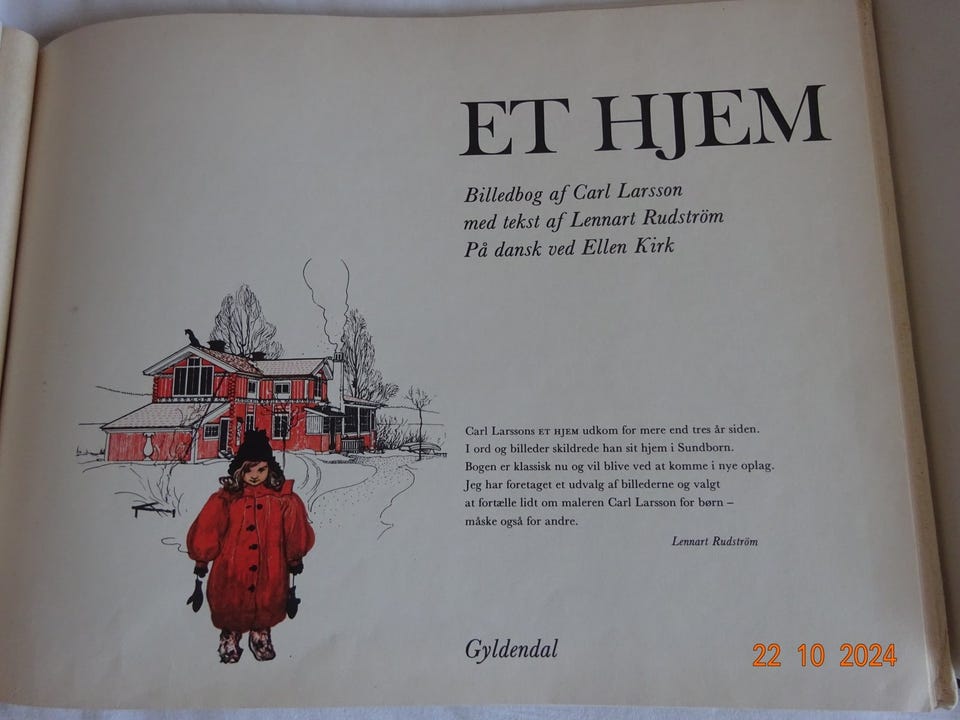 ET HJEM
Billedbog af Carl Larsson
med tekst af Lennart Rudström
På dansk ved Ellen Kirk
Carl Larssons ET HJEM udkom for mere end tres år siden.
I ord og billeder skildrede han sit hjem i Sundborn.
Bogen er klassisk nu og vil blive ved at komme i nye oplag.
Jeg har foretaget et udvalg af billederne og valgt
at fortælle lidt om maleren Carl Larsson for børn –
måske også for andre.
Lennart Rudström
Gyldendal
22 10 2024